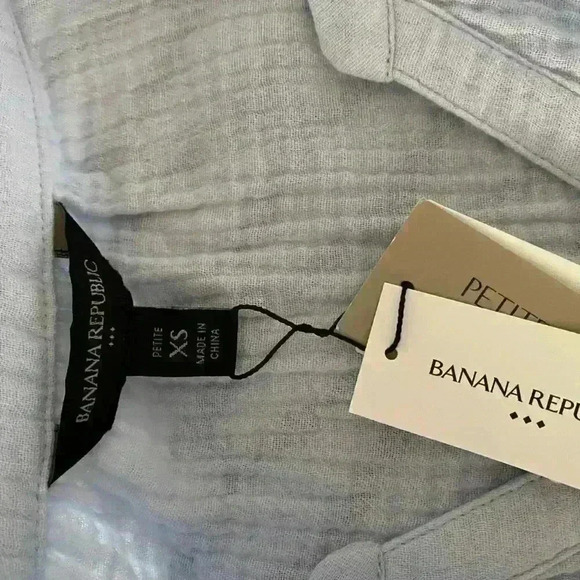 BANANA REPUBLIC
PETITE
XS
MADE IN
CHINA
PETITE
BANANA REPU